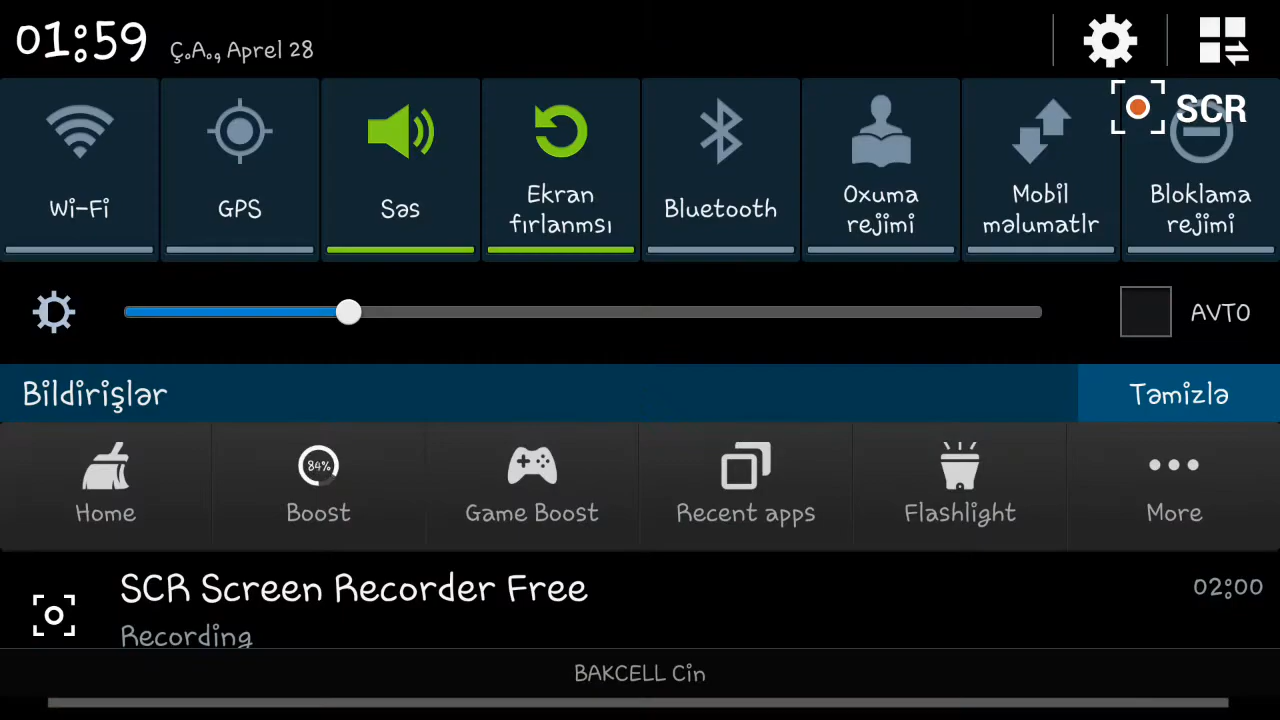 01:59 Ç.A., Aprel 28
SCR
Wi-Fi
GPS
Səs
Ekran
fırlanmsı
Bluetooth
Oxuma
rejimi
Mobil
məlumatlr
Bloklama
rejimi
AVTO
Bildirişlər
Təmizlə
84%
Home
Boost
Game Boost
Recent apps
Flashlight
More
SCR Screen Recorder Free
02:00
Recording
BAKCELL Cin